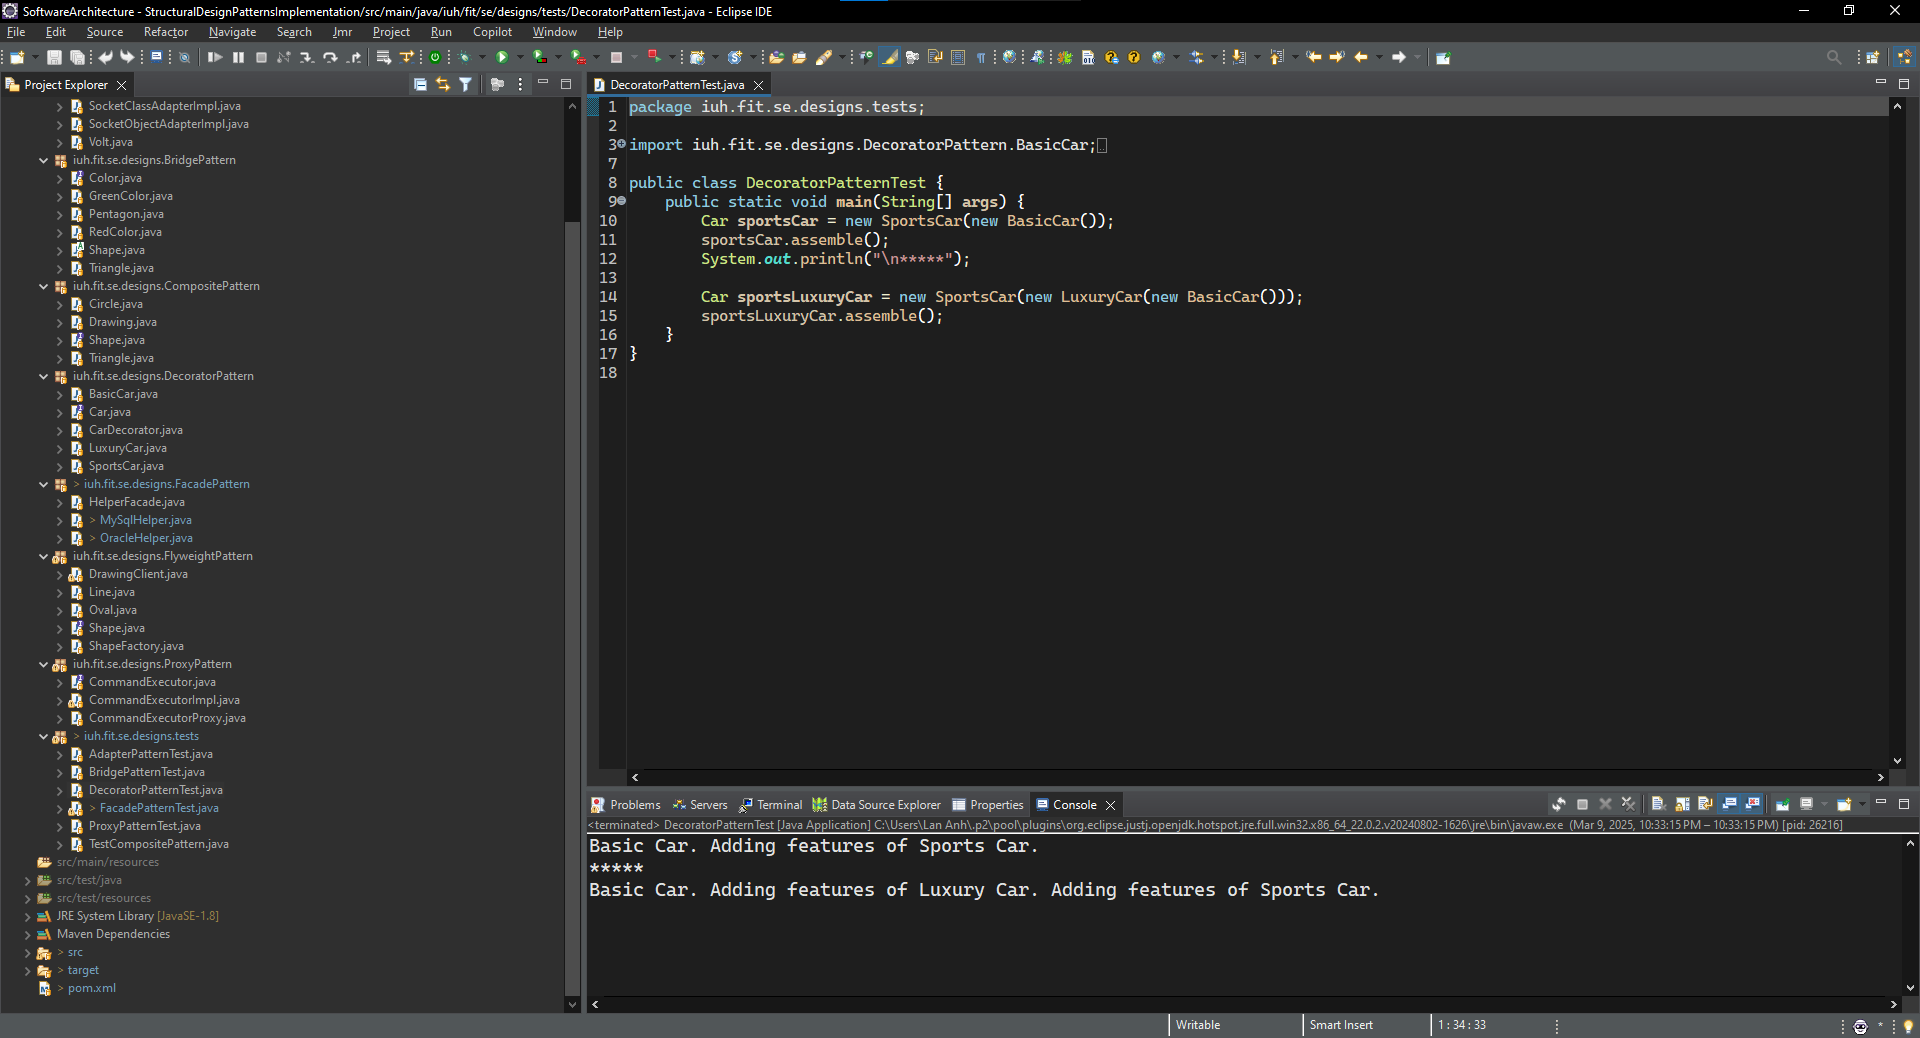 SoftwareArchitecture - StructuralDesignPatternsImplementation/src/main/java/iuh/fit/se/designs/tests/DecoratorPatternTest.java - Eclipse IDE
File Edit Source Refactor Navigate Search Jmr Project Run Copilot Window Help
Project Explorer
SocketClassAdapterImpl.java
SocketObjectAdapterImpl.java
Volt.java
iuh.fit.se.designs.BridgePattern
Color.java
GreenColor.java
Pentagon.java
RedColor.java
Shape.java
Triangle.java
iuh.fit.se.designs.CompositePattern
Circle.java
Drawing.java
Shape.java
Triangle.java
iuh.fit.se.designs.DecoratorPattern
BasicCar.java
Car.java
CarDecorator.java
LuxuryCar.java
SportsCar.java
> iuh.fit.se.designs.FacadePattern
HelperFacade.java
> MySqlHelper.java
> OracleHelper.java
iuh.fit.se.designs.FlyweightPattern
DrawingClient.java
Line.java
Oval.java
Shape.java
ShapeFactory.java
iuh.fit.se.designs.ProxyPattern
CommandExecutor.java
CommandExecutorImpl.java
CommandExecutorProxy.java
> iuh.fit.se.designs.tests
AdapterPatternTest.java
BridgePatternTest.java
DecoratorPatternTest.java
> FacadePatternTest.java
ProxyPatternTest.java
TestCompositePattern.java
src/main/resources
src/test/java
src/test/resources
JRE System Library [JavaSE-1.8]
Maven Dependencies
> src
> target
> pom.xml
DecoratorPatternTest.java
1 package iuh.fit.se.designs.tests;
2
3 import iuh.fit.se.designs.DecoratorPattern.BasicCar;
7
8 public class DecoratorPatternTest {
9 public static void main(String[] args) {
10 Car sportsCar = new SportsCar(new BasicCar());
11 sportsCar.assemble();
12 System.out.println("\n*****");
13
14 Car sportsLuxuryCar = new SportsCar(new LuxuryCar(new BasicCar()));
15 sportsLuxuryCar.assemble();
16 }
17 }
18
Problems Servers Terminal Data Source Explorer Properties Console
<terminated> DecoratorPatternTest [Java Application] C:\Users\Lan Anh\.p2\pool\plugins\org.eclipse.justj.openjdk.hotspot.jre.full.win32.x86_64_22.0.2.v20240802-1626\jre\bin\javaw.exe (Mar 9, 2025, 10:33:15 PM – 10:33:15 PM) [pid: 26216]
Basic Car. Adding features of Sports Car.
*****
Basic Car. Adding features of Luxury Car. Adding features of Sports Car.
Writable Smart Insert 1 : 34 : 33